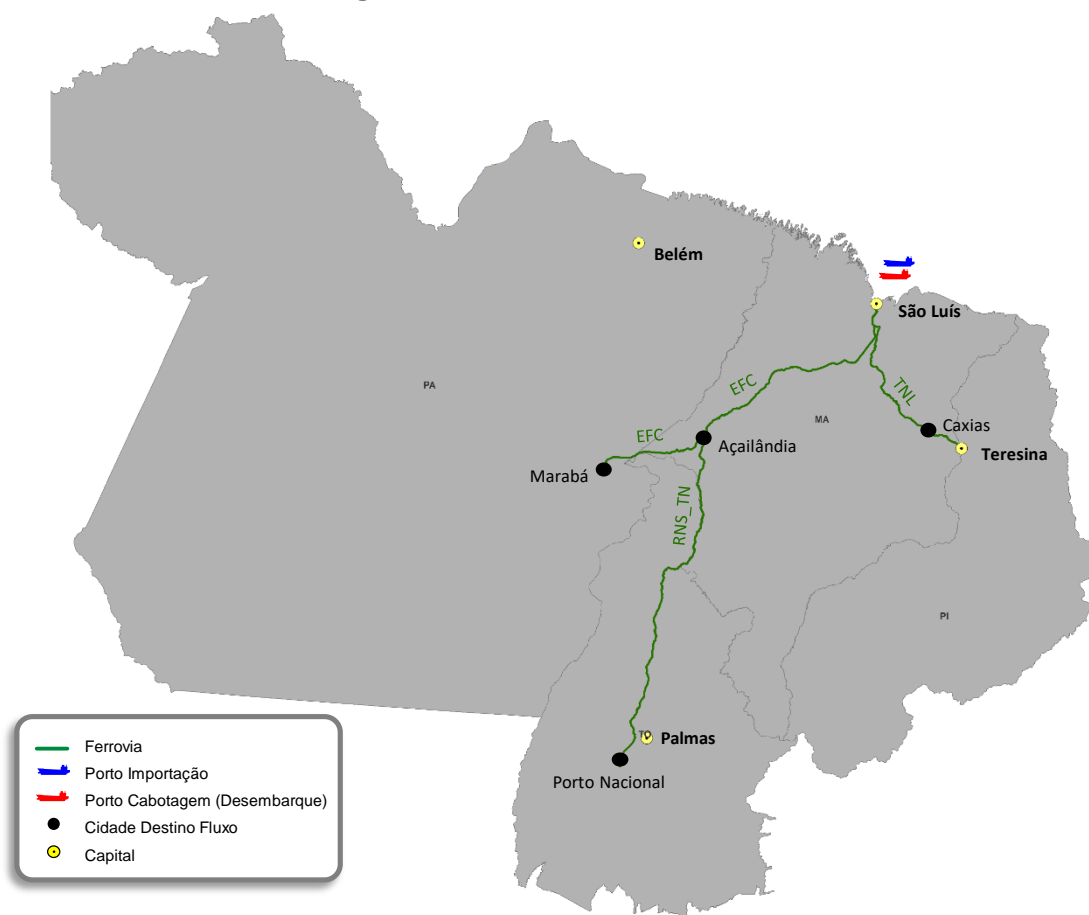 Belém
São Luís
PA
EFC
TNL
MA
Caxias
EFC
Açailândia
Teresina
Marabá
RNS_TN
PI
TO
Palmas
Porto Nacional
Ferrovia
Porto Importação
Porto Cabotagem (Desembarque)
Cidade Destino Fluxo
Capital